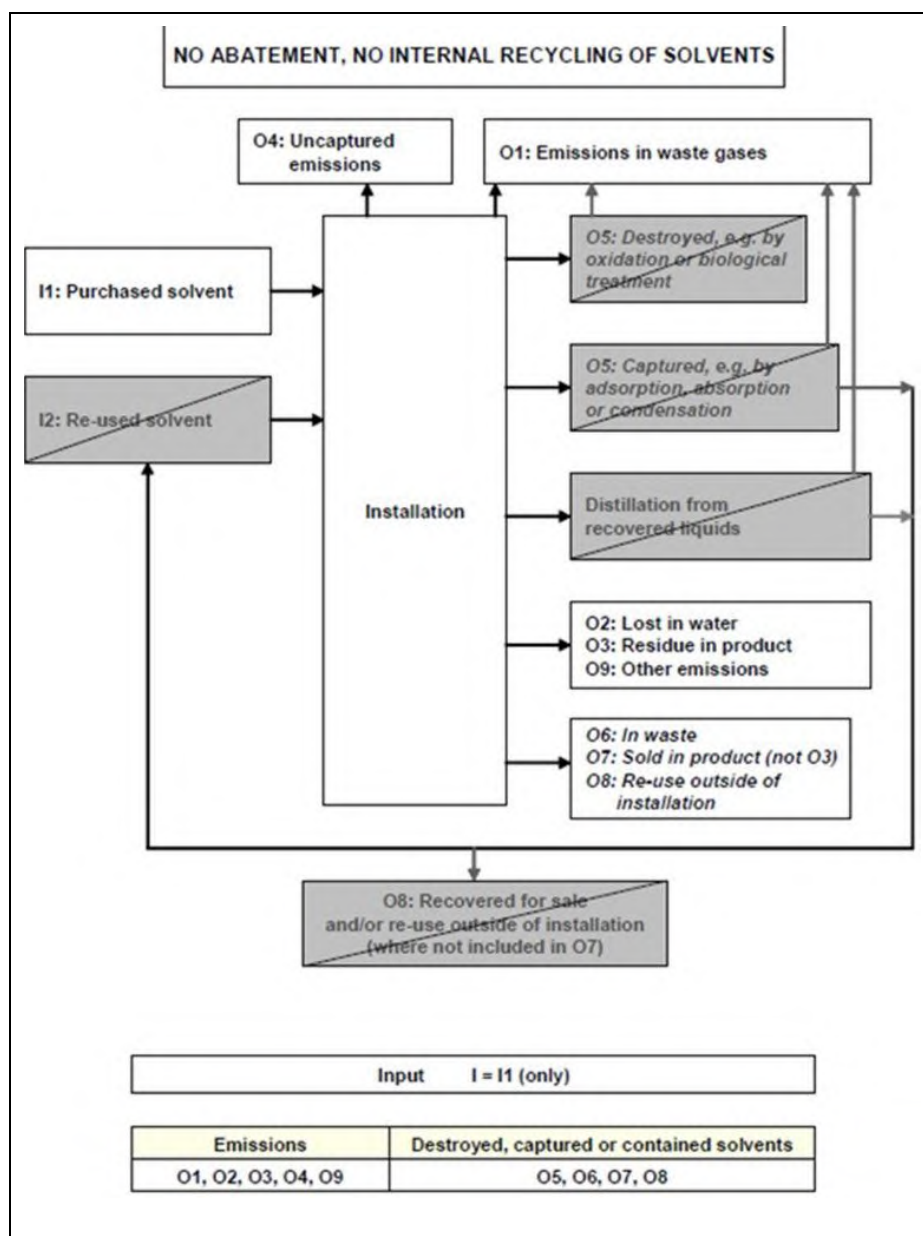 NO ABATEMENT, NO INTERNAL RECYCLING OF SOLVENTS
O4: Uncaptured
emissions
O1: Emissions in waste gases
I1: Purchased solvent
I2: Re-used solvent
Installation
O5: Destroyed, e.g. by
oxidation or biological
treatment
O5: Captured, e.g. by
adsorption, absorption
or condensation
Distillation from
recovered liquids
O2: Lost in water
O3: Residue in product
O9: Other emissions
O6: In waste
O7: Sold in product (not O3)
O8: Re-use outside of
installation
O8: Recovered for sale
and/or re-use outside of installation
(where not included in O7)
Input I = I1 (only)
Emissions Destroyed, captured or contained solvents
O1, O2, O3, O4, O9 O5, O6, O7, O8